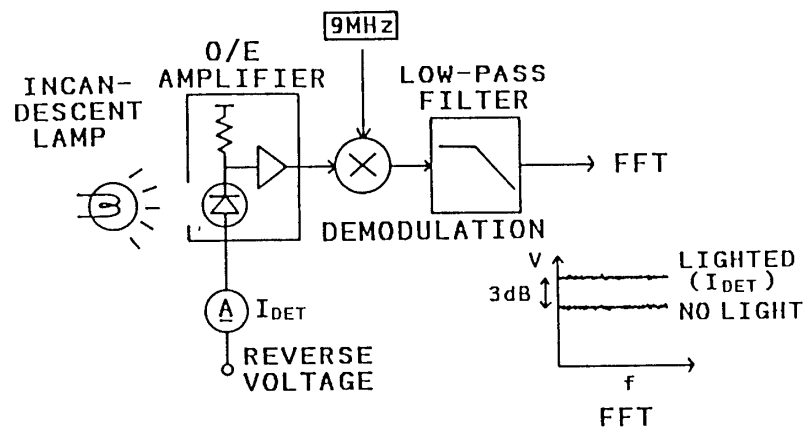 9MHz
O/E
AMPLIFIER
INCAN-
DESCENT
LAMP
LOW-PASS
FILTER
FFT
DEMODULATION
A
IDET
REVERSE
VOLTAGE
V
3dB
LIGHTED
(IDET)
NO LIGHT
f
FFT